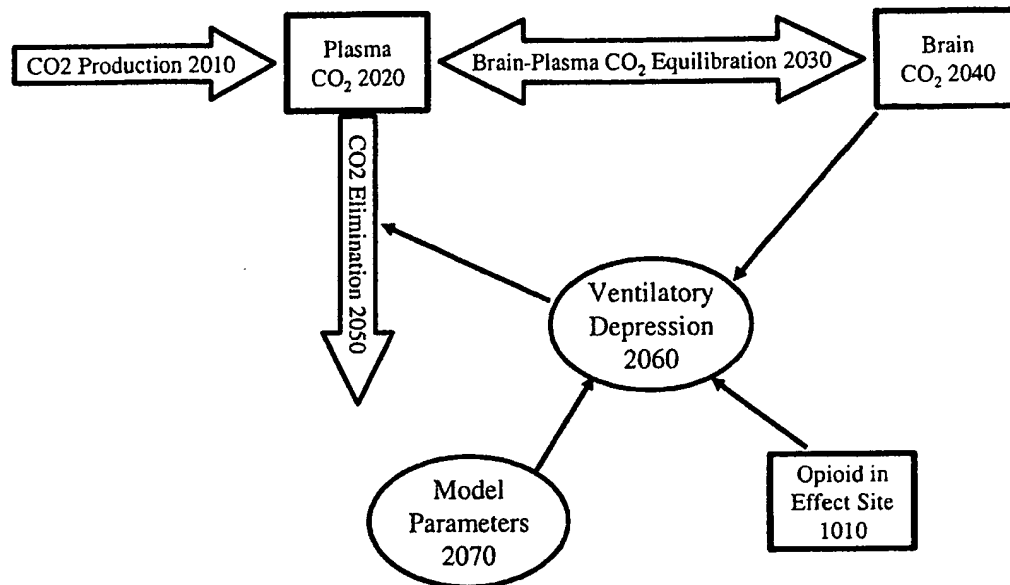 CO2 Production 2010
Plasma
CO₂ 2020
Brain-Plasma CO₂ Equilibration 2030
Brain
CO₂ 2040
CO2 Elimination 2050
Ventilatory
Depression
2060
Model
Parameters
2070
Opioid in
Effect Site
1010